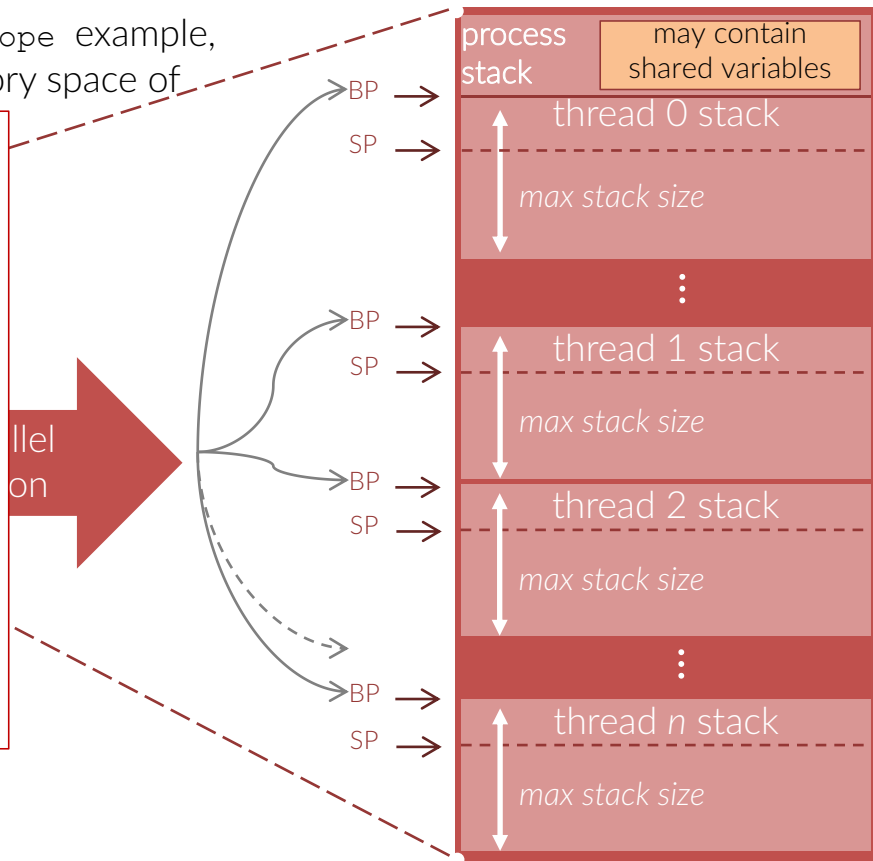 ope example,
ry space of
process
stack
may contain
shared variables
BP
thread 0 stack
SP
max stack size
⋮
BP
thread 1 stack
SP
max stack size
llel
on
BP
thread 2 stack
SP
max stack size
⋮
BP
thread n stack
SP
max stack size